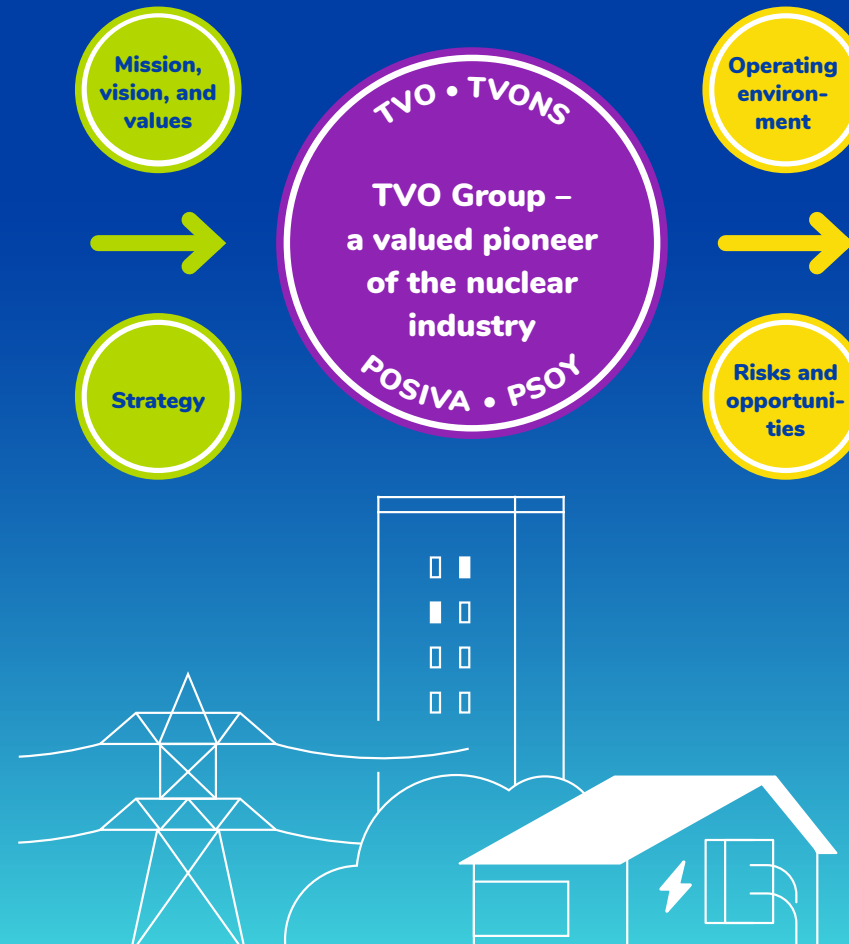 Mission,
vision, and
values
Strategy
TVO • TVONS
TVO Group –
a valued pioneer
of the nuclear
industry
POSIVA • PSOY
Operating
environ-
ment
Risks and
opportuni-
ties